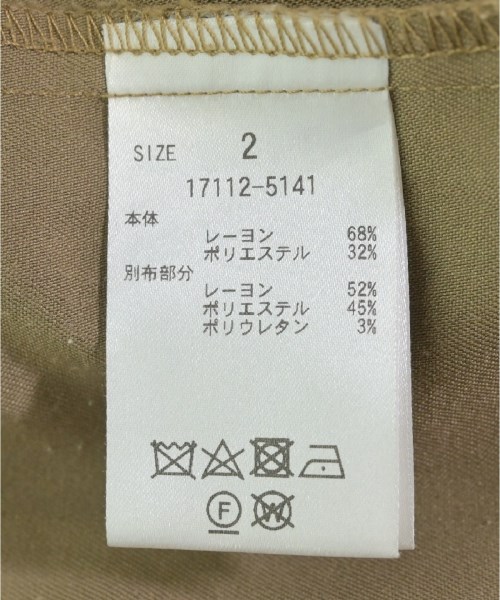 SIZE 2
17112-5141
本体
レーヨン 68%
ポリエステル 32%
別布部分
レーヨン 52%
ポリエステル 45%
ポリウレタン 3%
F W